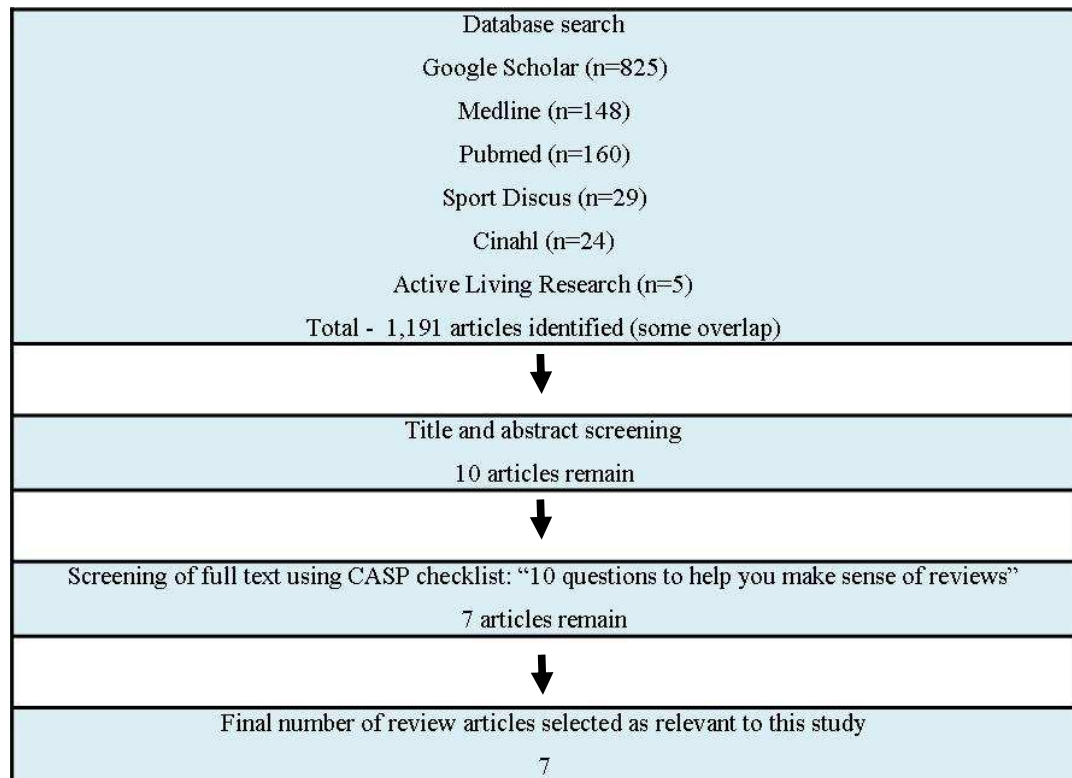 Database search
Google Scholar (n=825)
Medline (n=148)
Pubmed (n=160)
Sport Discus (n=29)
Cinahl (n=24)
Active Living Research (n=5)
Total - 1,191 articles identified (some overlap)
Title and abstract screening
10 articles remain
Screening of full text using CASP checklist: “10 questions to help you make sense of reviews”
7 articles remain
Final number of review articles selected as relevant to this study
7